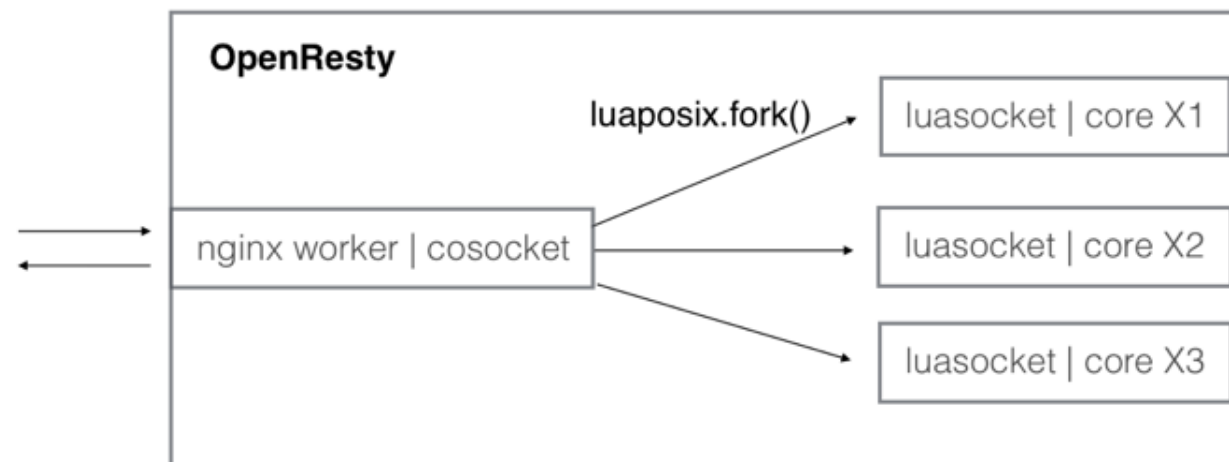 OpenResty
luaposix.fork()
luasocket | core X1
nginx worker | cosocket
luasocket | core X2
luasocket | core X3